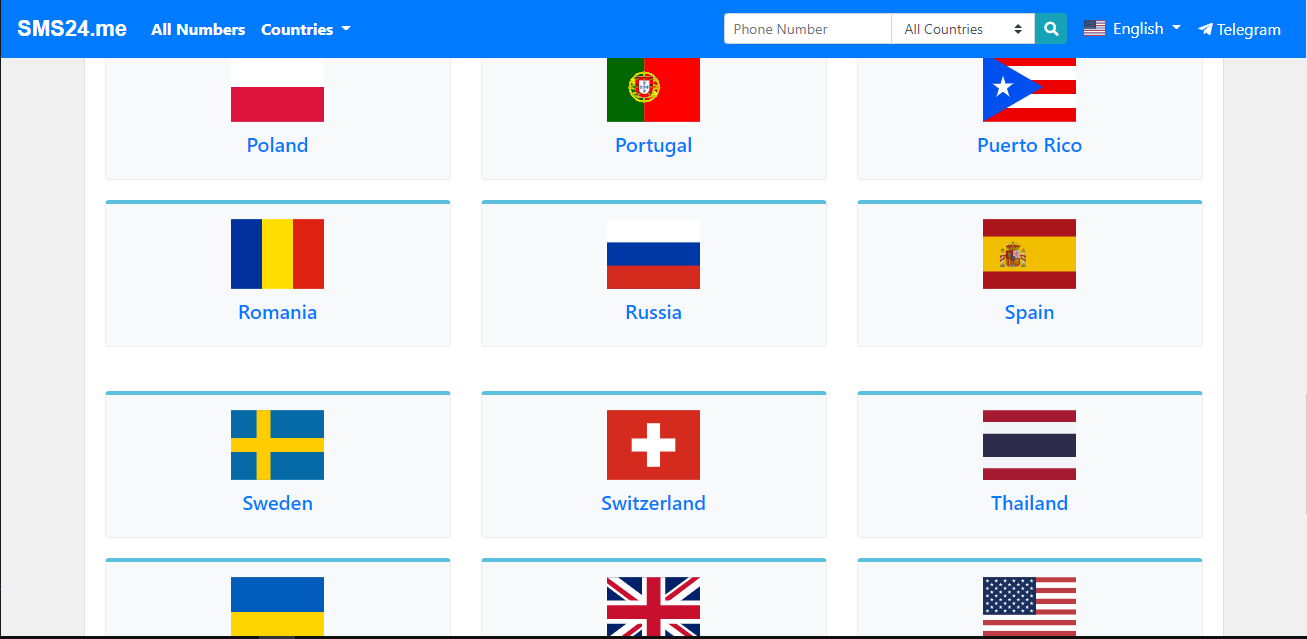 SMS24.me All Numbers Countries Phone Number All Countries English Telegram
Poland Portugal Puerto Rico
Romania Russia Spain
Sweden Switzerland Thailand